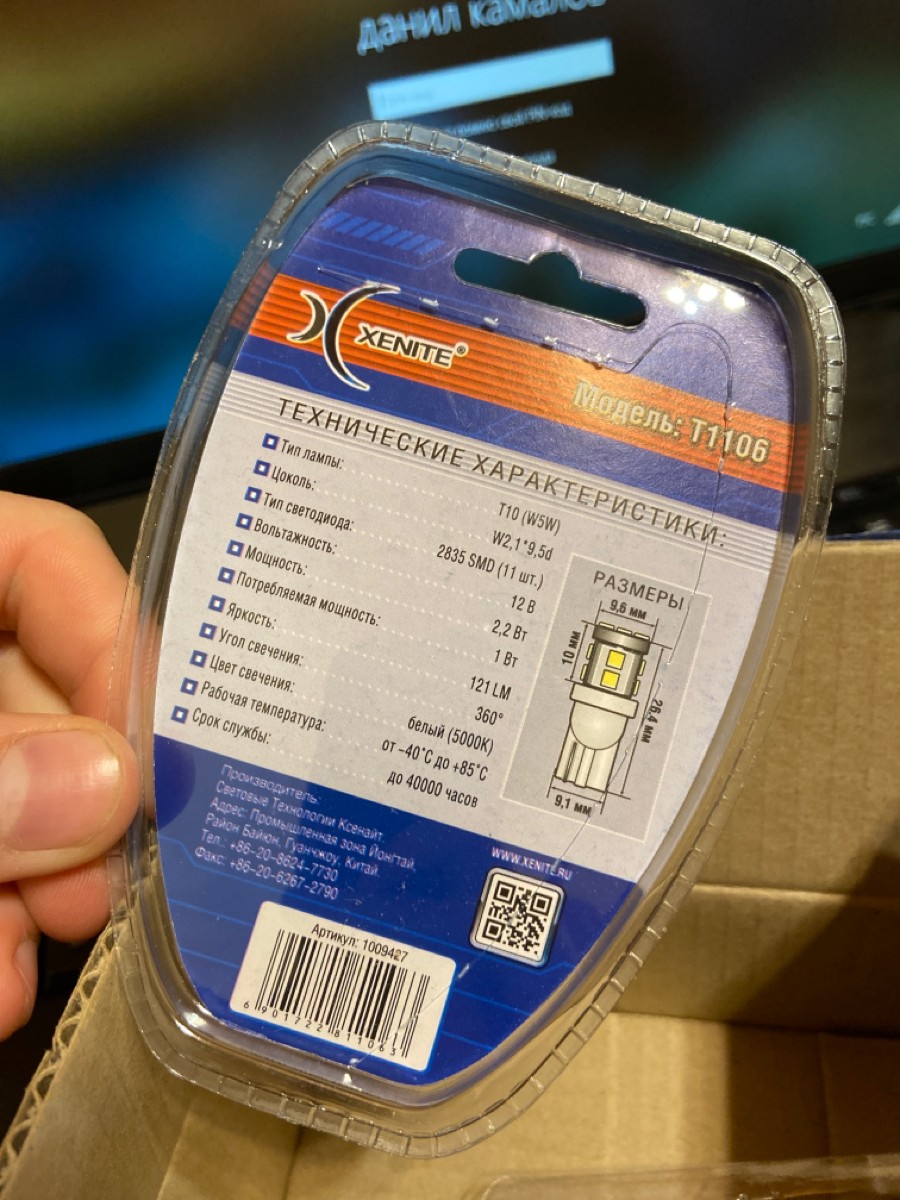 данил камалов
XENITE®
Модель: T1106
ТЕХНИЧЕСКИЕ ХАРАКТЕРИСТИКИ:
Тип лампы: T10 (W5W)
Цоколь: W2,1*9,5d
Тип светодиода: 2835 SMD (11 шт.)
Вольтажность: 12 В
Мощность: 2,2 Вт
Потребляемая мощность: 1 Вт
Яркость: 121 LM
Угол свечения: 360°
Цвет свечения: белый (5000K)
Рабочая температура: от –40˚C до +85˚C
Срок службы: до 40000 часов
РАЗМЕРЫ
9,6 мм
10 мм
26,4 мм
9,1 мм
Производитель:
Световые Технологии Ксенайт.
Адрес: Промышленная зона Йонгтай,
Район Байюн, Гуанчжоу, Китай.
Тел.: +86-20-8624-7730
Факс: +86-20-6267-2790
WWW.XENITE.RU
Артикул: 1009427
6 901722 811063